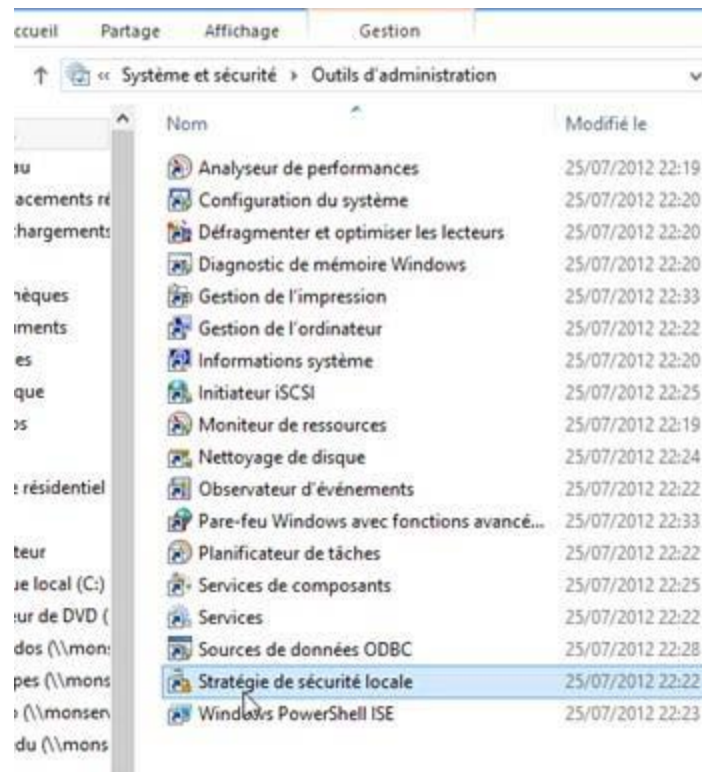 ccueil Partage Affichage Gestion
↑ « Système et sécurité › Outils d'administration
Nom Modifié le
au
acements ré
hargements
hèques
uments
es
que
os
e résidentiel
teur
ue local (C:)
eur de DVD (
dos (\\mons
pes (\\mons
o (\\monserv
du (\\mons
Analyseur de performances 25/07/2012 22:19
Configuration du système 25/07/2012 22:20
Défragmenter et optimiser les lecteurs 25/07/2012 22:20
Diagnostic de mémoire Windows 25/07/2012 22:20
Gestion de l'impression 25/07/2012 22:33
Gestion de l'ordinateur 25/07/2012 22:22
Informations système 25/07/2012 22:20
Initiateur iSCSI 25/07/2012 22:25
Moniteur de ressources 25/07/2012 22:19
Nettoyage de disque 25/07/2012 22:24
Observateur d'événements 25/07/2012 22:22
Pare-feu Windows avec fonctions avancé... 25/07/2012 22:33
Planificateur de tâches 25/07/2012 22:22
Services de composants 25/07/2012 22:25
Services 25/07/2012 22:22
Sources de données ODBC 25/07/2012 22:28
Stratégie de sécurité locale 25/07/2012 22:22
Windows PowerShell ISE 25/07/2012 22:23